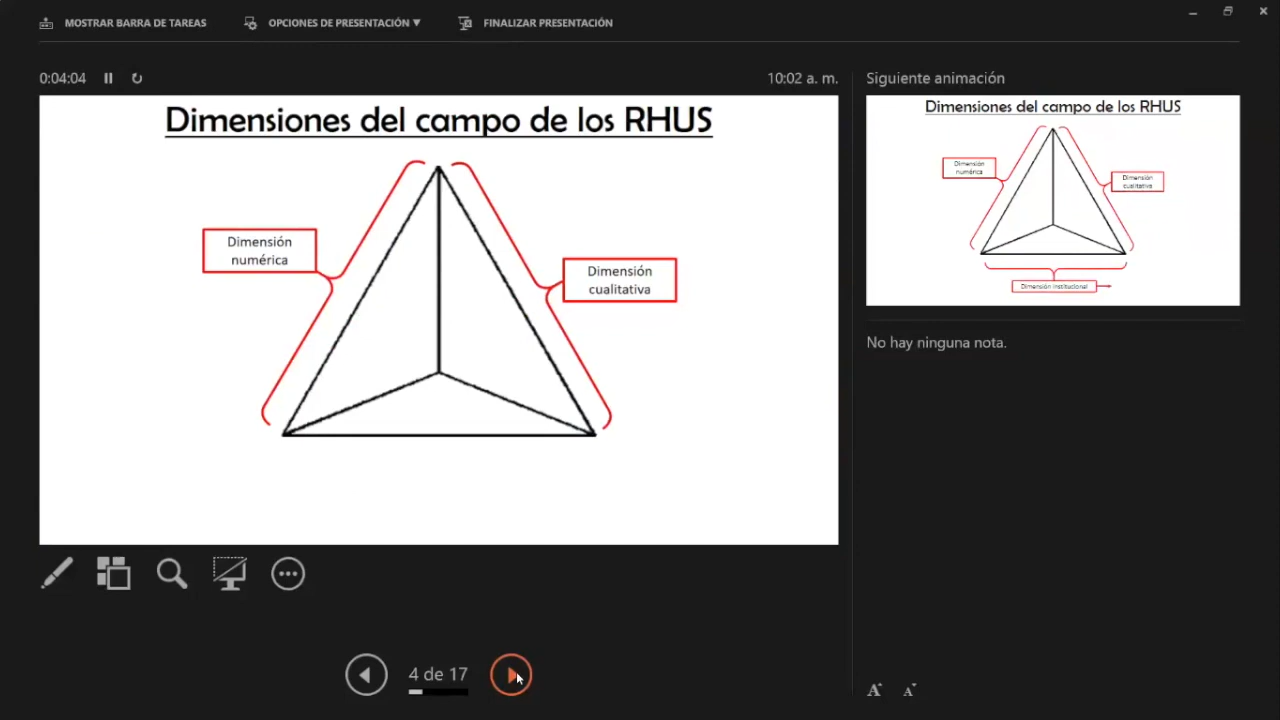 MOSTRAR BARRA DE TAREAS
OPCIONES DE PRESENTACIÓN ▼
FINALIZAR PRESENTACIÓN
0:04:04
10:02 a. m.
Dimensiones del campo de los RHUS
Dimensión
numérica
Dimensión
cualitativa
Siguiente animación
Dimensiones del campo de los RHUS
Dimensión
numérica
Dimensión
cualitativa
Dimensión institucional
No hay ninguna nota.
4 de 17
A A